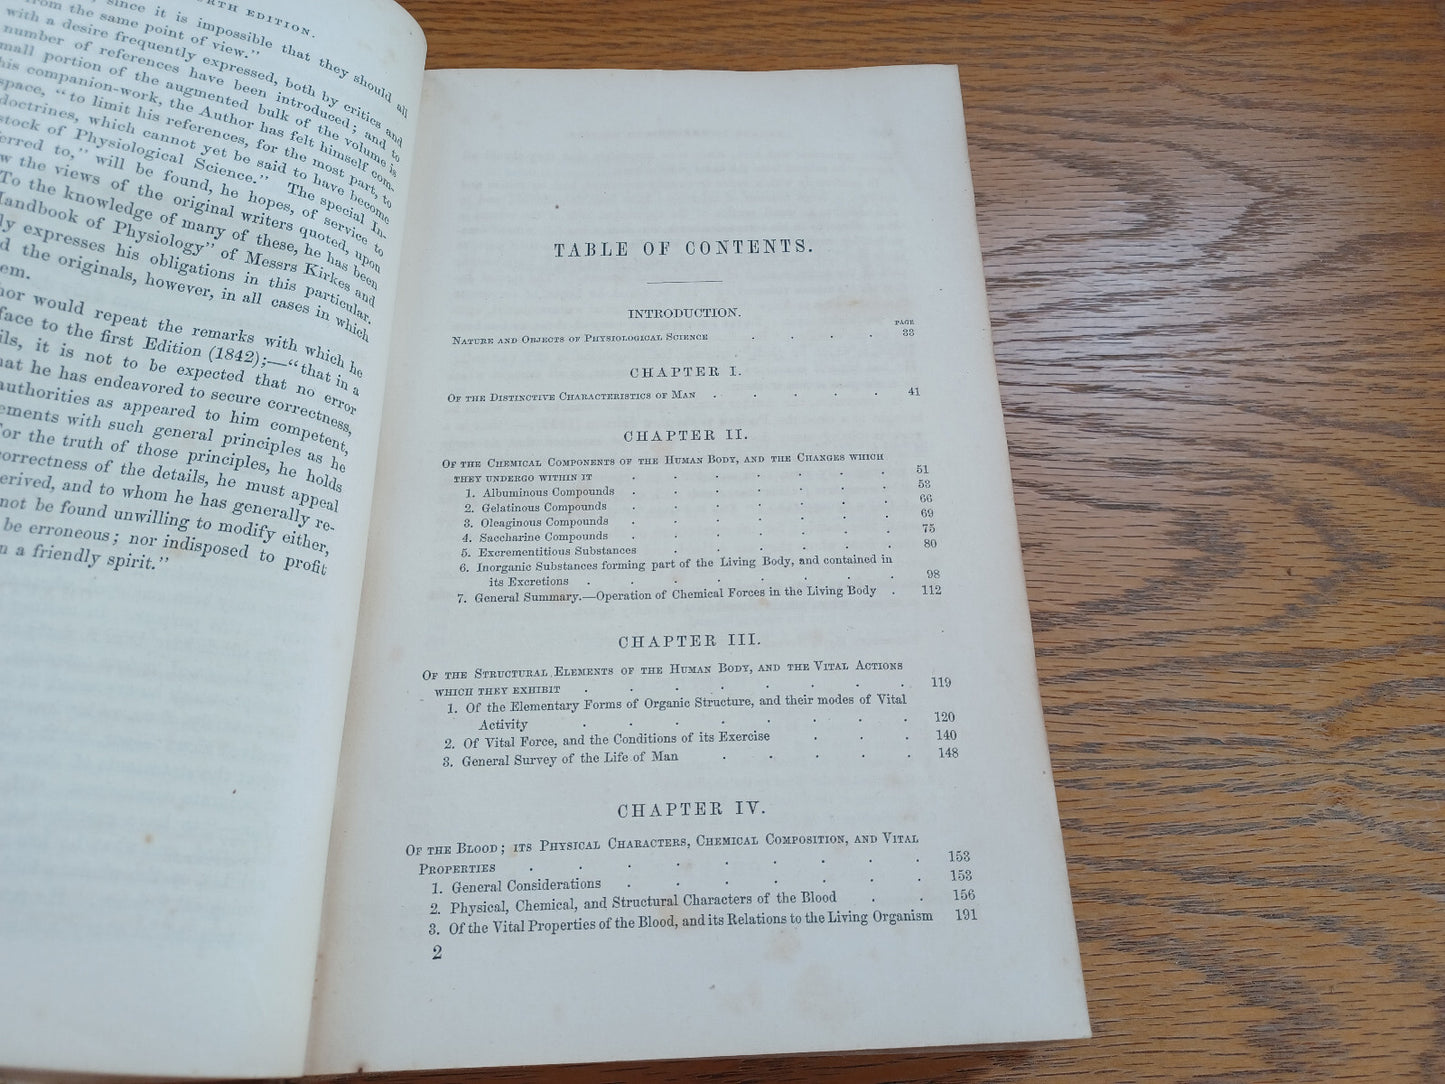 RTH EDITION.
since it is impossible that they should all
from the same point of view."
with a desire frequently expressed, both by critics and
number of references have been introduced; and to
mall portion of the augmented bulk of the volume is
his companion-work, the Author has felt himself com-
space, "to limit his references, for the most part, to
doctrines, which cannot yet be said to have become
stock of Physiological Science." The special In-
erred to," will be found, he hopes, of service to
w the views of the original writers quoted, upon
To the knowledge of many of these, he has been
Handbook of Physiology" of Messrs Kirkes and
ly expresses his obligations in this particular.
d the originals, however, in all cases in which
em.
hor would repeat the remarks with which he
face to the first Edition (1842);—"that in a
ils, it is not to be expected that no error
hat he has endeavored to secure correctness,
authorities as appeared to him competent,
ements with such general principles as he
For the truth of those principles, he holds
correctness of the details, he must appeal
erived, and to whom he has generally re-
not be found unwilling to modify either,
be erroneous; nor indisposed to profit
n a friendly spirit."
TABLE OF CONTENTS.
INTRODUCTION.
PAGE
Nature and Objects of Physiological Science . . . . 33
CHAPTER I.
Of the Distinctive Characteristics of Man . . . . . 41
CHAPTER II.
Of the Chemical Components of the Human Body, and the Changes which
they undergo within it . . . . . . . 51
1. Albuminous Compounds . . . . . . . 53
2. Gelatinous Compounds . . . . . . . 66
3. Oleaginous Compounds . . . . . . . 69
4. Saccharine Compounds . . . . . . . 75
5. Excrementitious Substances . . . . . . 80
6. Inorganic Substances forming part of the Living Body, and contained in
its Excretions . . . . . . . . 98
7. General Summary.—Operation of Chemical Forces in the Living Body . 112
CHAPTER III.
Of the Structural Elements of the Human Body, and the Vital Actions
which they exhibit . . . . . . . . 119
1. Of the Elementary Forms of Organic Structure, and their modes of Vital
Activity . . . . . . . . 120
2. Of Vital Force, and the Conditions of its Exercise . . . 140
3. General Survey of the Life of Man . . . . . 148
CHAPTER IV.
Of the Blood; its Physical Characters, Chemical Composition, and Vital
Properties . . . . . . . . . 153
1. General Considerations . . . . . . . 153
2. Physical, Chemical, and Structural Characters of the Blood . . 156
3. Of the Vital Properties of the Blood, and its Relations to the Living Organism 191
2